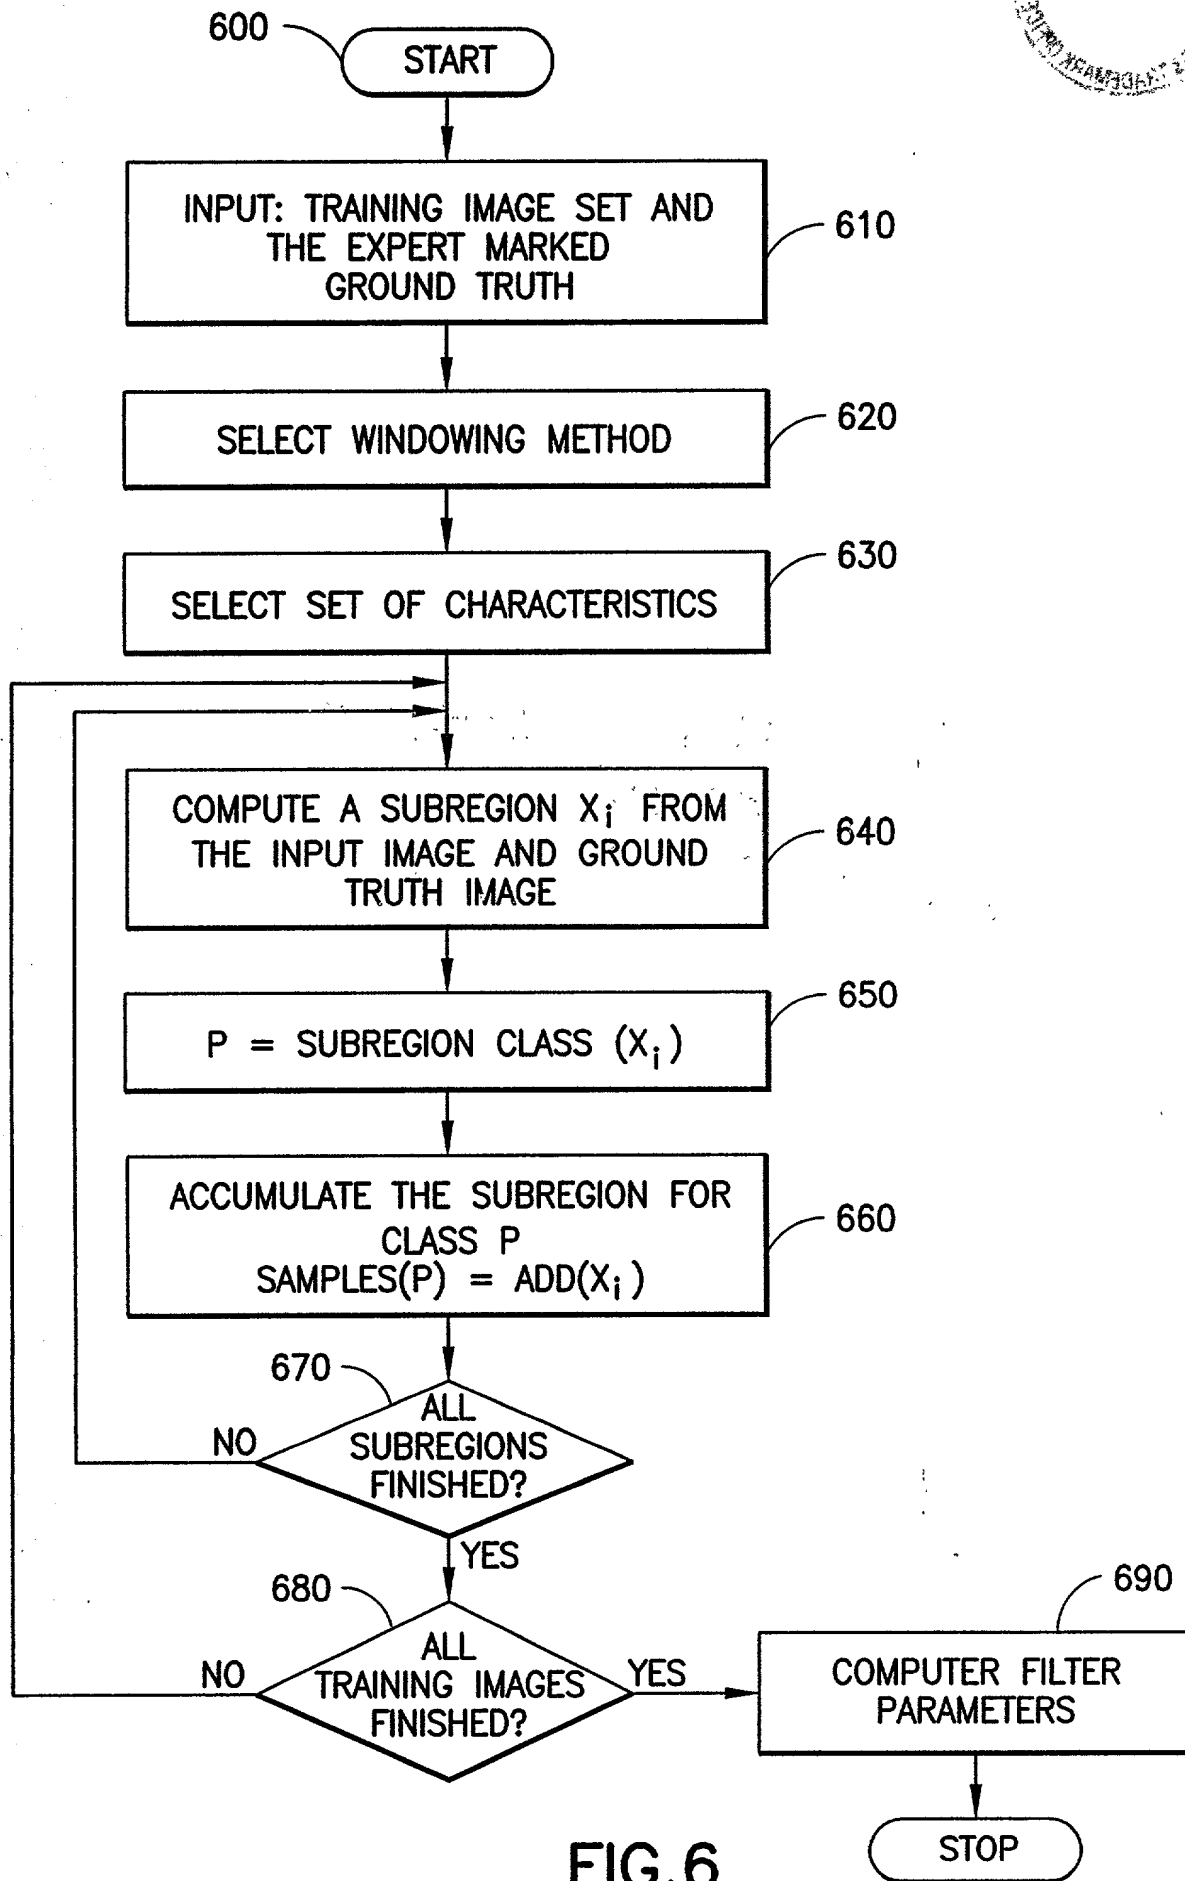 600
START
INPUT: TRAINING IMAGE SET AND
THE EXPERT MARKED
GROUND TRUTH
610
SELECT WINDOWING METHOD
620
SELECT SET OF CHARACTERISTICS
630
COMPUTE A SUBREGION Xi FROM
THE INPUT IMAGE AND GROUND
TRUTH IMAGE
640
P = SUBREGION CLASS (Xi)
650
ACCUMULATE THE SUBREGION FOR
CLASS P
SAMPLES(P) = ADD(Xi)
660
670
ALL
SUBREGIONS
FINISHED?
NO
YES
680
ALL
TRAINING IMAGES
FINISHED?
NO
YES
690
COMPUTER FILTER
PARAMETERS
STOP
FIG.6